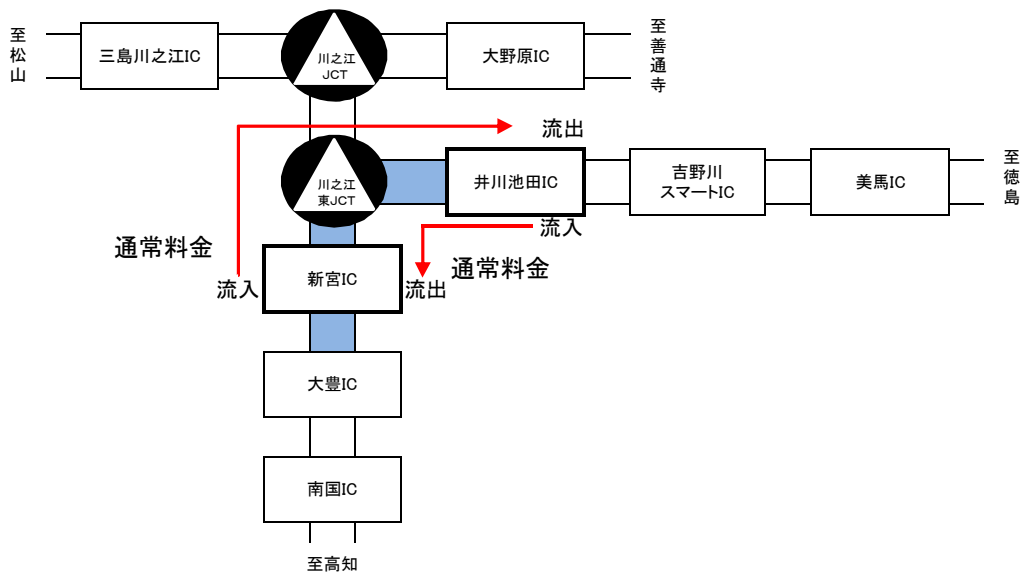 至松山
三島川之江IC
川之江
JCT
大野原IC
至善通寺
流出
川之江
東JCT
井川池田IC
吉野川
スマートIC
美馬IC
至徳島
流入
通常料金
通常料金
流入
新宮IC
流出
大豊IC
南国IC
至高知